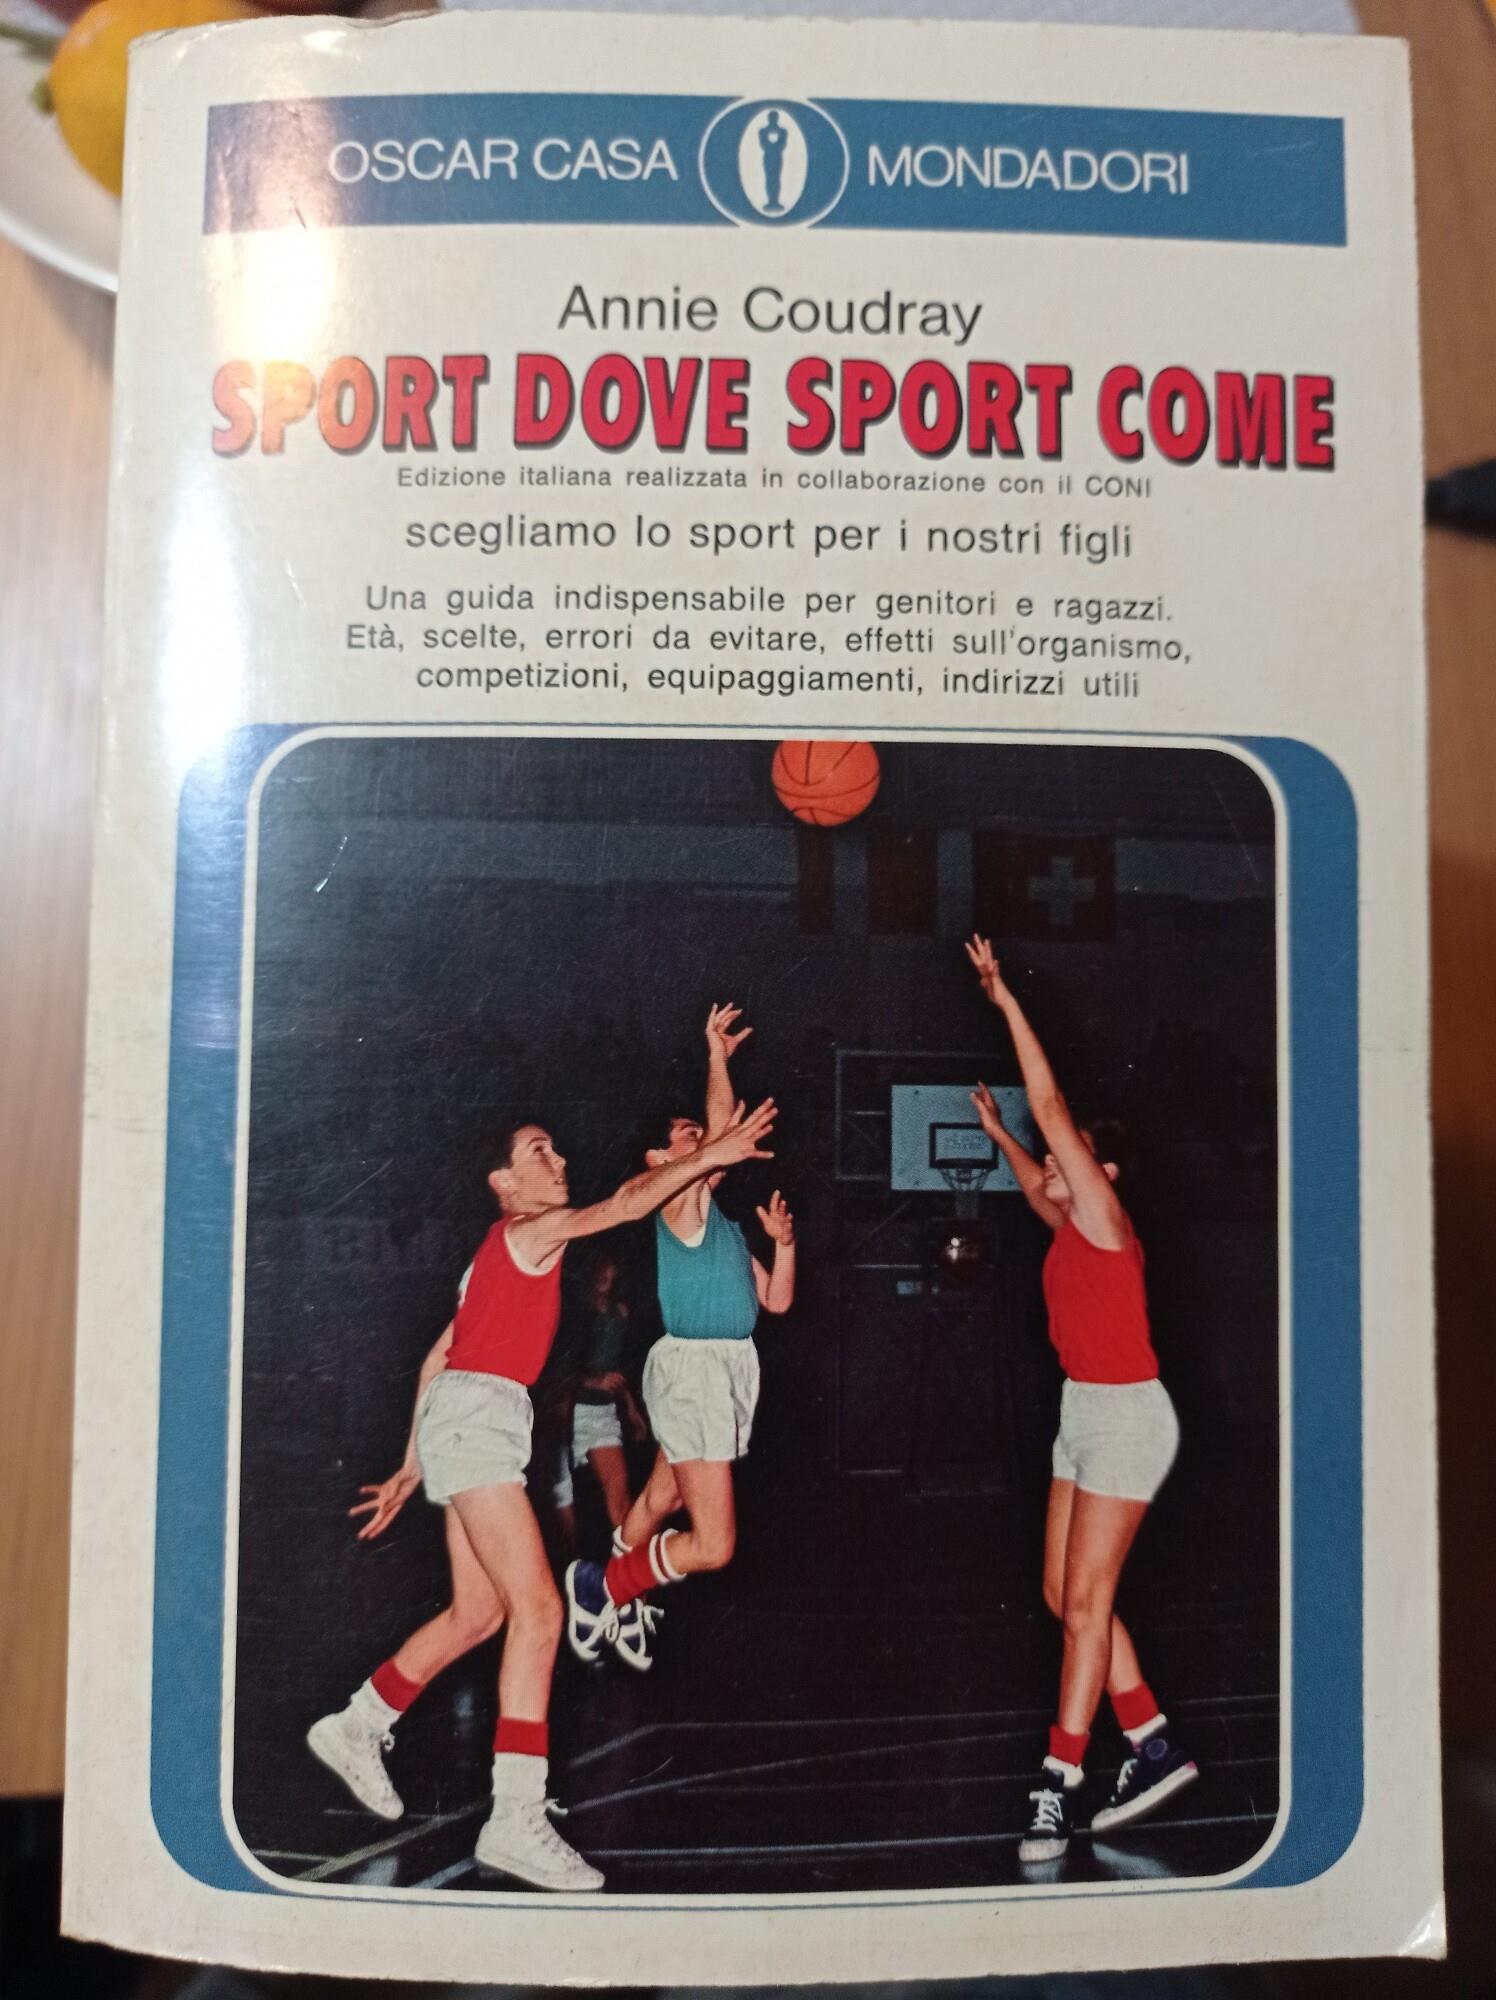 OSCAR CASA MONDADORI
Annie Coudray
SPORT DOVE SPORT COME
Edizione italiana realizzata in collaborazione con il CONI
scegliamo lo sport per i nostri figli
Una guida indispensabile per genitori e ragazzi.
Età, scelte, errori da evitare, effetti sull'organismo,
competizioni, equipaggiamenti, indirizzi utili